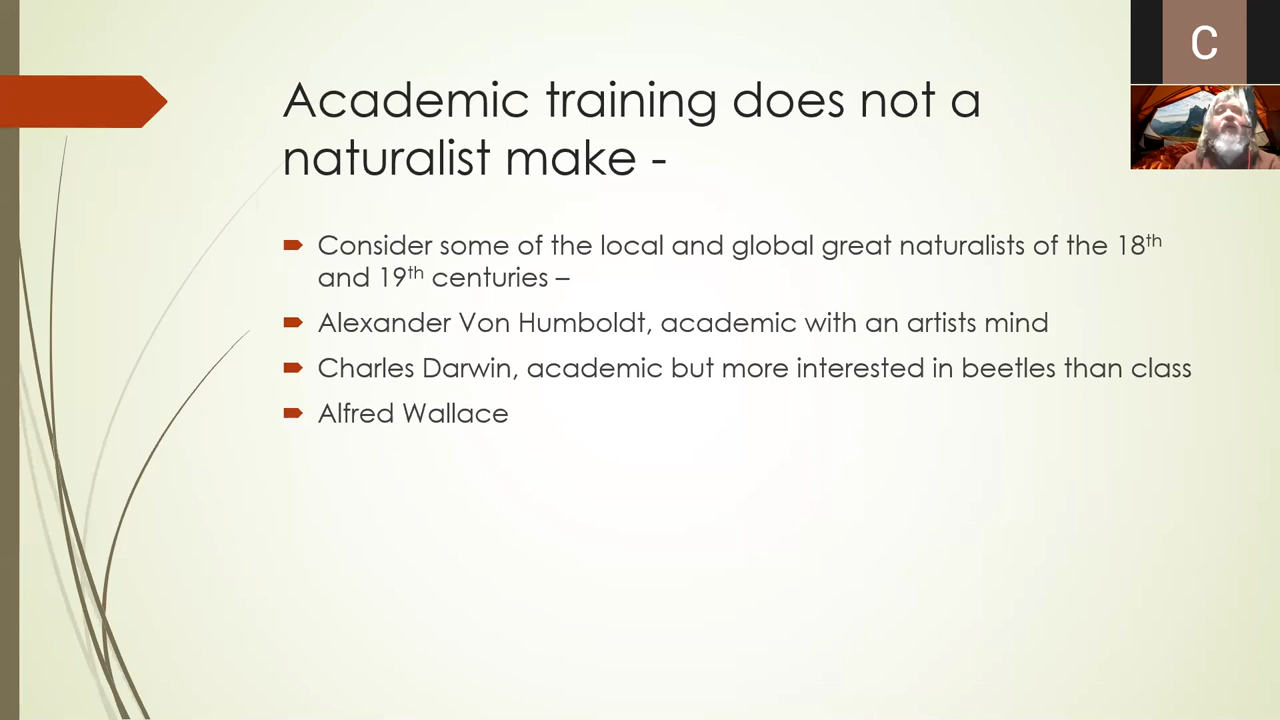 C
Academic training does not a
naturalist make -
Consider some of the local and global great naturalists of the 18th
and 19th centuries –
Alexander Von Humboldt, academic with an artists mind
Charles Darwin, academic but more interested in beetles than class
Alfred Wallace